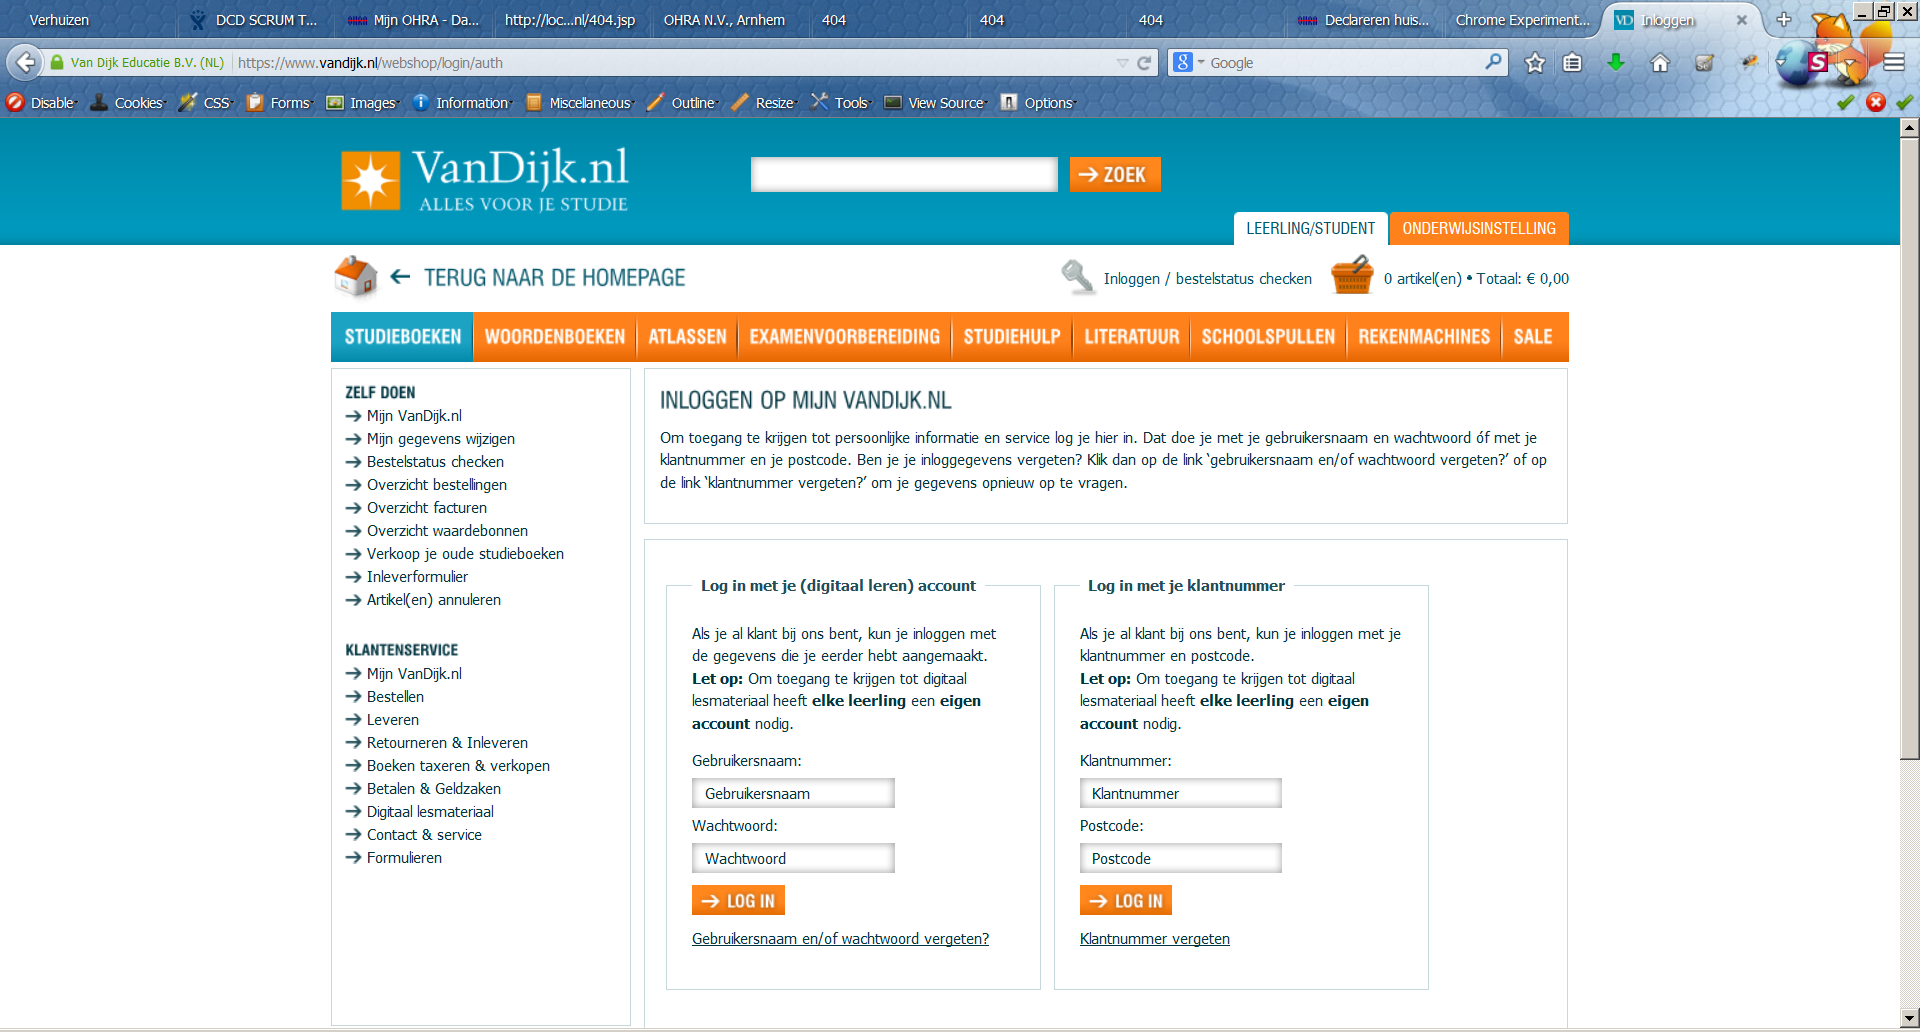 Verhuizen
DCD SCRUM T...
Mijn OHRA - Da...
http://loc...nl/404.jsp
OHRA N.V., Arnhem
404
404
404
Declareren huis...
Chrome Experiment...
VD Inloggen
Van Dijk Educatie B.V. (NL)
https://www.vandijk.nl/webshop/login/auth
8 Google
S
Disable
Cookies
CSS
Forms
Images
Information
Miscellaneous
Outline
Resize
Tools
View Source
Options
VanDijk.nl
ALLES VOOR JE STUDIE
ZOEK
LEERLING/STUDENT
ONDERWIJSINSTELLING
TERUG NAAR DE HOMEPAGE
Inloggen / bestelstatus checken
0 artikel(en) • Totaal: € 0,00
STUDIEBOEKEN
WOORDENBOEKEN
ATLASSEN
EXAMENVOORBEREIDING
STUDIEHULP
LITERATUUR
SCHOOLSPULLEN
REKENMACHINES
SALE
ZELF DOEN
Mijn VanDijk.nl
Mijn gegevens wijzigen
Bestelstatus checken
Overzicht bestellingen
Overzicht facturen
Overzicht waardebonnen
Verkoop je oude studieboeken
Inleverformulier
Artikel(en) annuleren
KLANTENSERVICE
Mijn VanDijk.nl
Bestellen
Leveren
Retourneren & Inleveren
Boeken taxeren & verkopen
Betalen & Geldzaken
Digitaal lesmateriaal
Contact & service
Formulieren
INLOGGEN OP MIJN VANDIJK.NL
Om toegang te krijgen tot persoonlijke informatie en service log je hier in. Dat doe je met je gebruikersnaam en wachtwoord óf met je
klantnummer en je postcode. Ben je je inloggegevens vergeten? Klik dan op de link ‘gebruikersnaam en/of wachtwoord vergeten?’ of op
de link ‘klantnummer vergeten?’ om je gegevens opnieuw op te vragen.
Log in met je (digitaal leren) account
Als je al klant bij ons bent, kun je inloggen met
de gegevens die je eerder hebt aangemaakt.
Let op: Om toegang te krijgen tot digitaal
lesmateriaal heeft elke leerling een eigen
account nodig.
Gebruikersnaam:
Gebruikersnaam
Wachtwoord:
Wachtwoord
LOG IN
Gebruikersnaam en/of wachtwoord vergeten?
Log in met je klantnummer
Als je al klant bij ons bent, kun je inloggen met je
klantnummer en postcode.
Let op: Om toegang te krijgen tot digitaal
lesmateriaal heeft elke leerling een eigen
account nodig.
Klantnummer:
Klantnummer
Postcode:
Postcode
LOG IN
Klantnummer vergeten